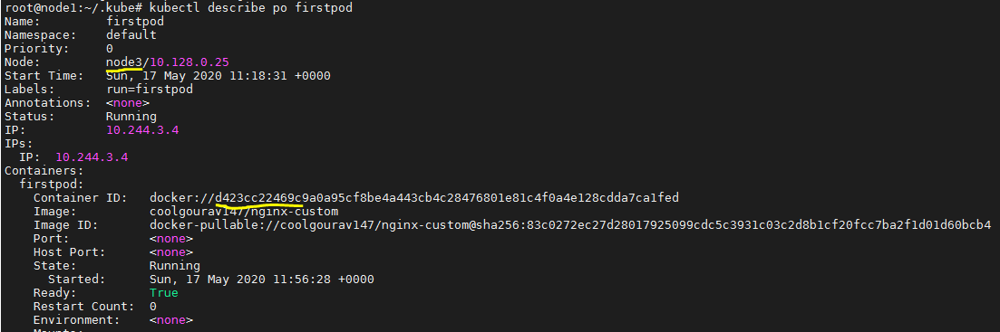 root@node1:~/.kube# kubectl describe po firstpod
Name: firstpod
Namespace: default
Priority: 0
Node: node3/10.128.0.25
Start Time: Sun, 17 May 2020 11:18:31 +0000
Labels: run=firstpod
Annotations: <none>
Status: Running
IP: 10.244.3.4
IPs:
IP: 10.244.3.4
Containers:
firstpod:
Container ID: docker://d423cc22469c9a0a95cf8be4a443cb4c28476801e81c4f0a4e128cdda7ca1fed
Image: coolgourav147/nginx-custom
Image ID: docker-pullable://coolgourav147/nginx-custom@sha256:83c0272ec27d28017925099cdc5c3931c03c2d8b1cf20fcc7ba2f1d01d60bcb4
Port: <none>
Host Port: <none>
State: Running
Started: Sun, 17 May 2020 11:56:28 +0000
Ready: True
Restart Count: 0
Environment: <none>